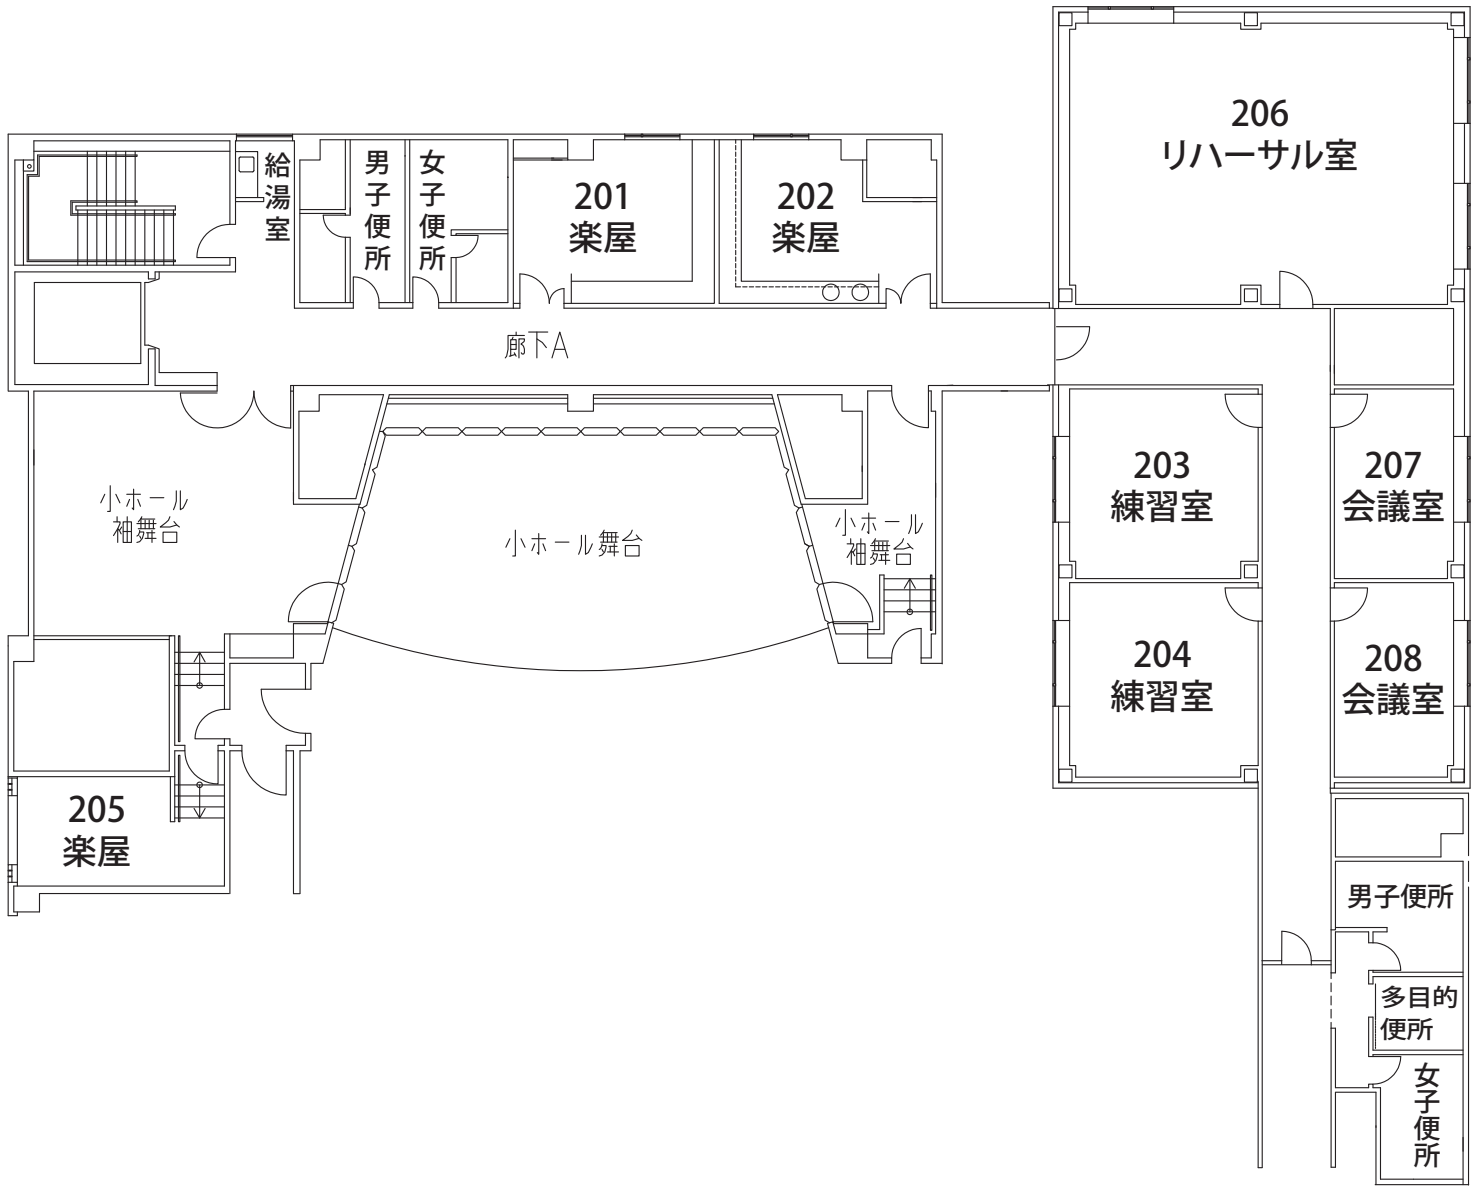 206
リハーサル室
給湯室
男子便所
女子便所
201
楽屋
202
楽屋
廊下A
小ホール
袖舞台
小ホール舞台
小ホール
袖舞台
203
練習室
207
会議室
204
練習室
208
会議室
205
楽屋
男子便所
多目的
便所
女子便所